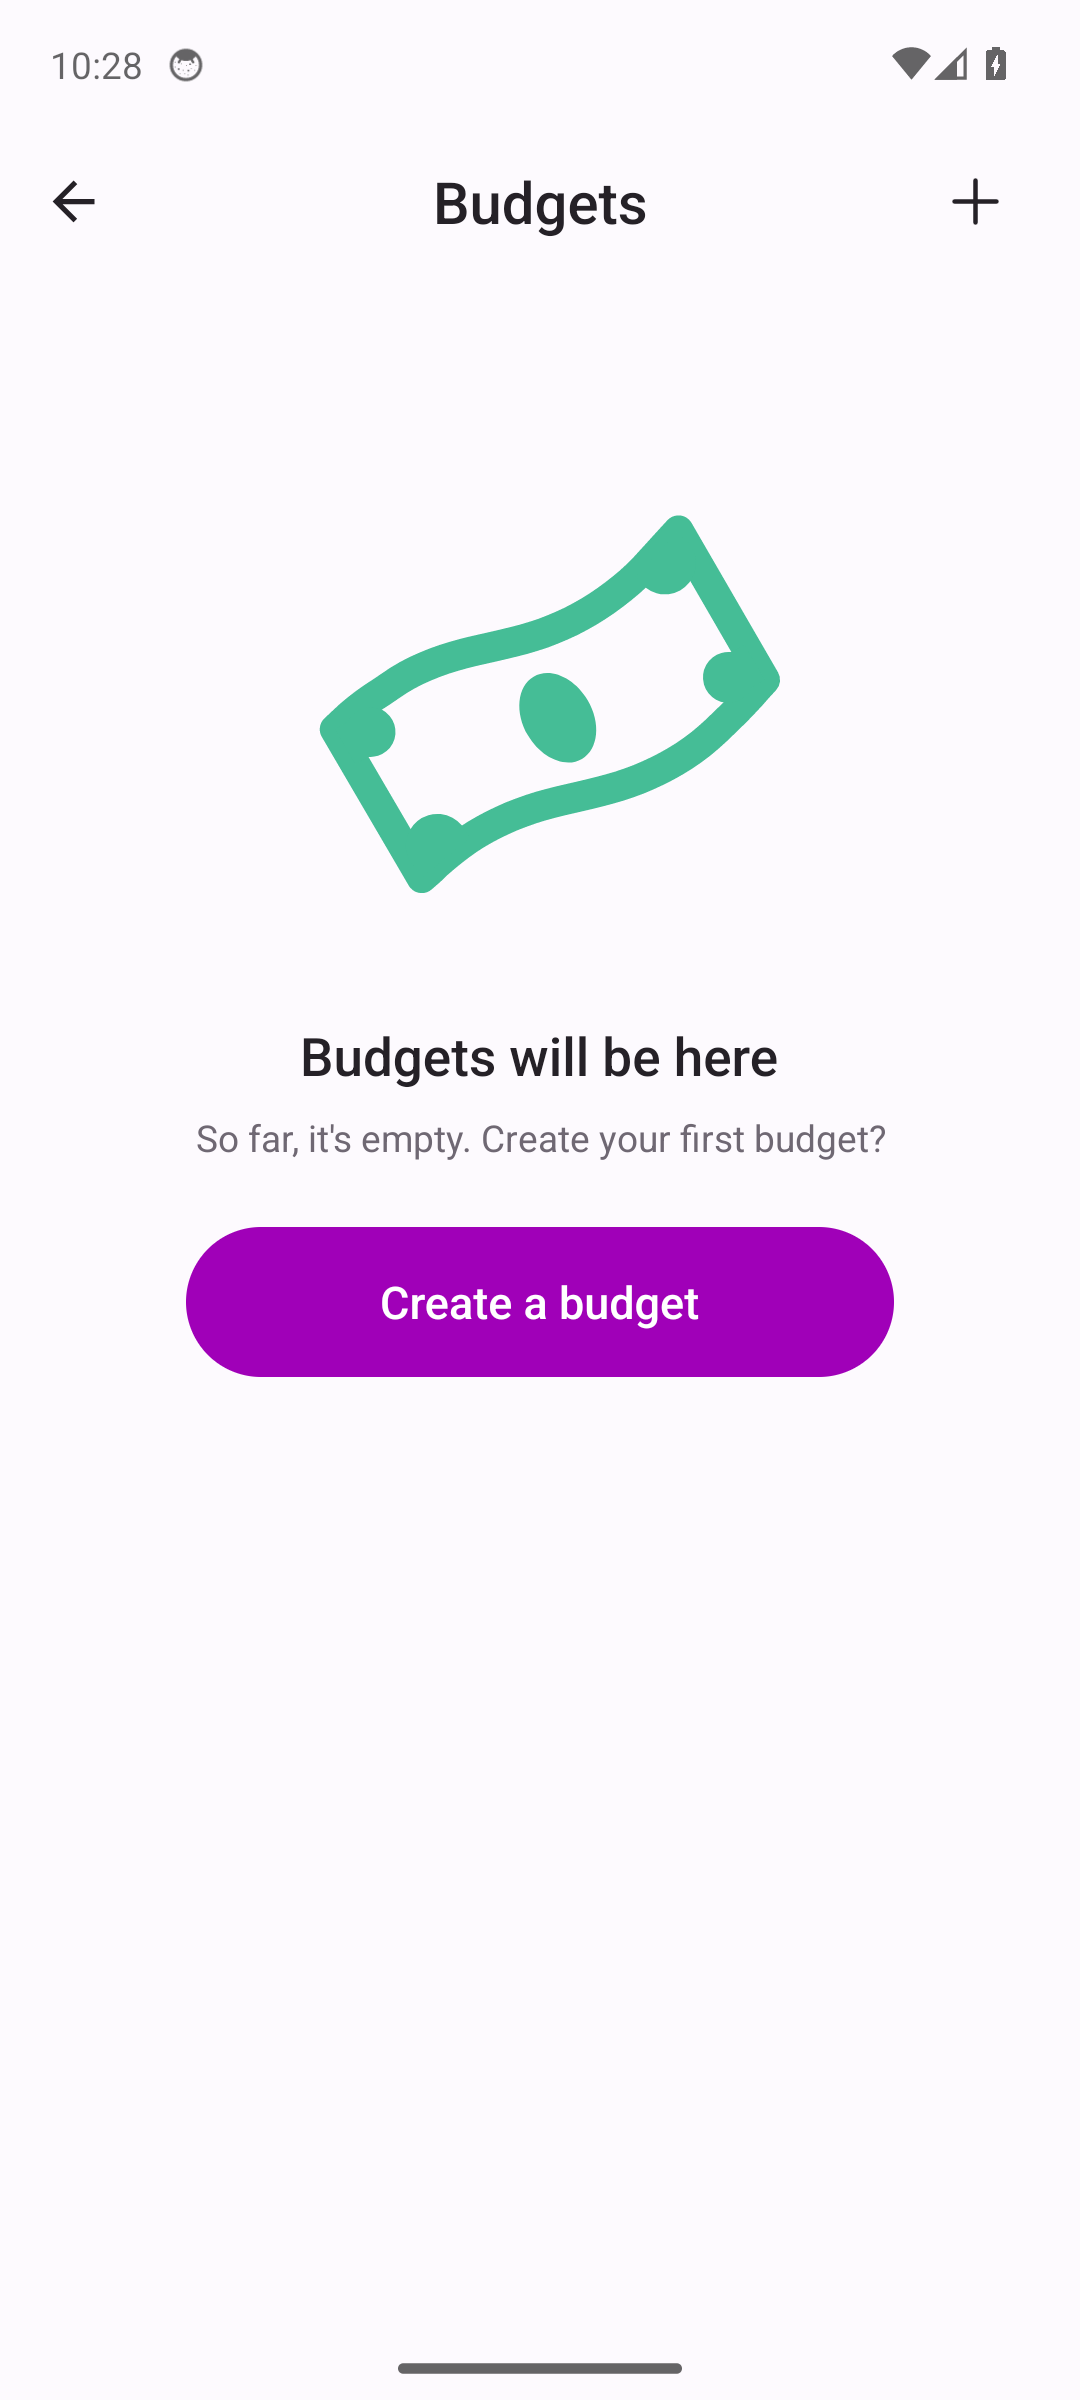 10:28
Budgets
Budgets will be here
So far, it's empty. Create your first budget?
Create a budget